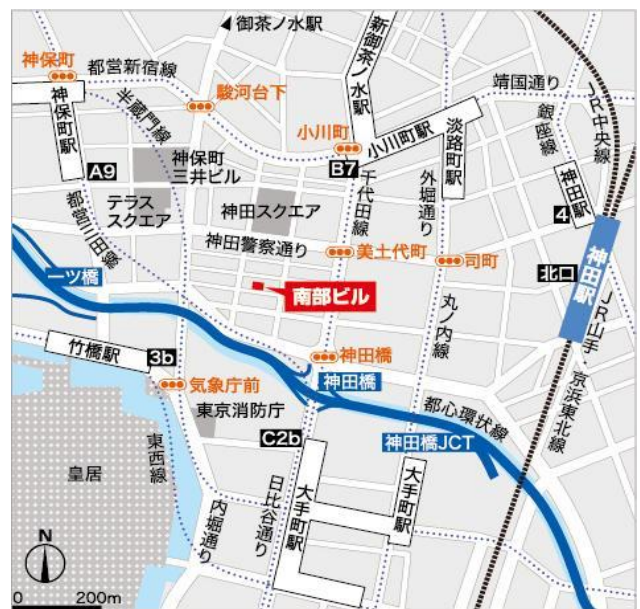 御茶ノ水駅
神保町
都営新宿線
新御茶ノ水駅
靖国通り
JR中央線
銀座線
半蔵門線
駿河台下
神保町駅
小川町
小川町駅
淡路町駅
神田駅
A9
神保町
三井ビル
B7
千代田線
外堀通り
4
テラス
スクエア
神田スクエア
都営三田線
神田警察通り
美土代町
司町
北口
神田駅
一ツ橋
南部ビル
丸ノ内線
JR山手・京浜東北線
竹橋駅
3b
神田橋
気象庁前
神田橋
東京消防庁
都心環状線
C2b
神田橋JCT
東西線
皇居
日比谷通り
大手町駅
大手町駅
内堀通り
N
0 200m